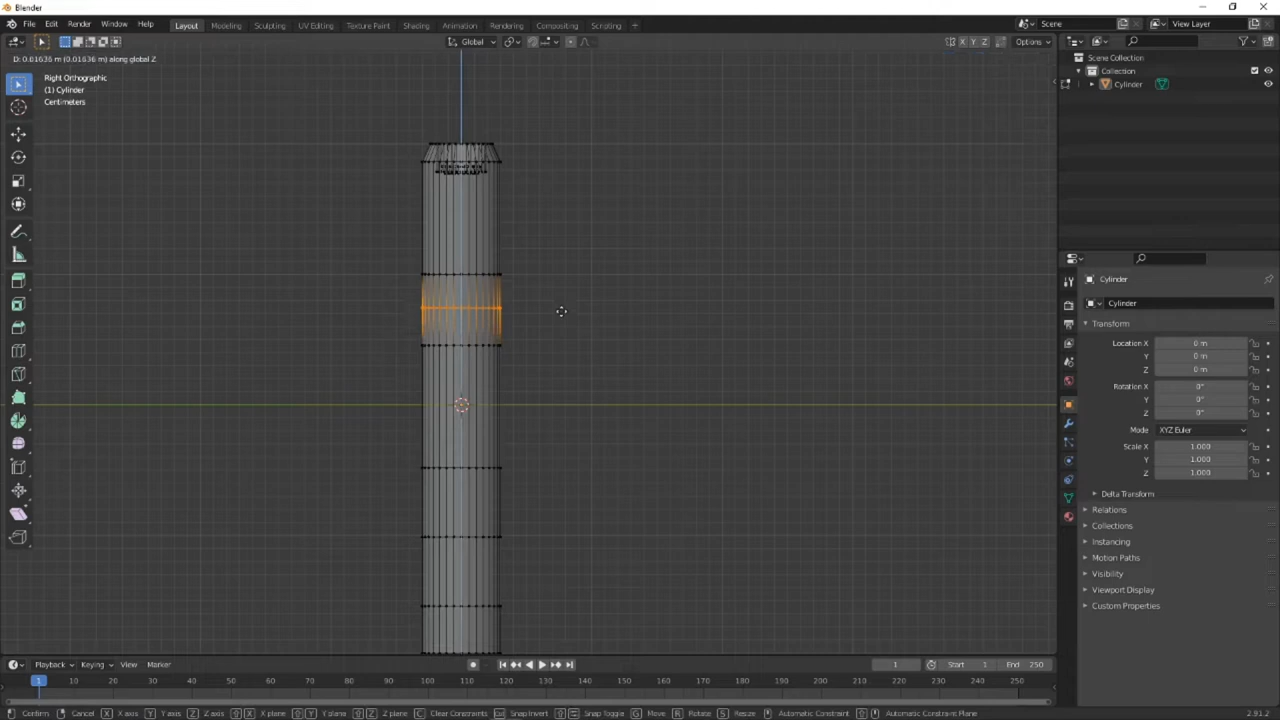 Blender
File Edit Render Window Help
Layout Modeling Sculpting UV Editing Texture Paint Shading Animation Rendering Compositing Scripting +
Scene
View Layer
Global
X Y Z
Options
D: 0.01636 m (0.01636 m) along global Z
Right Orthographic
(1) Cylinder
Centimeters
Scene Collection
Collection
Cylinder
Cylinder
Cylinder
Transform
Location X 0 m
Y 0 m
Z 0 m
Rotation X 0°
Y 0°
Z 0°
Mode XYZ Euler
Scale X 1.000
Y 1.000
Z 1.000
Delta Transform
Relations
Collections
Instancing
Motion Paths
Visibility
Viewport Display
Custom Properties
Playback Keying View Marker
1 Start 1 End 250
1 10 20 30 40 50 60 70 80 90 100 110 120 130 140 150 160 170 180 190 200 210 220 230 240 250
Confirm Cancel X X axis Y Y axis Z Z axis X X plane Y Y plane Z Z plane C Clear Constraints Snap Invert Snap Toggle G Move R Rotate S Resize Automatic Constraint Automatic Constraint Plane
2.91.2